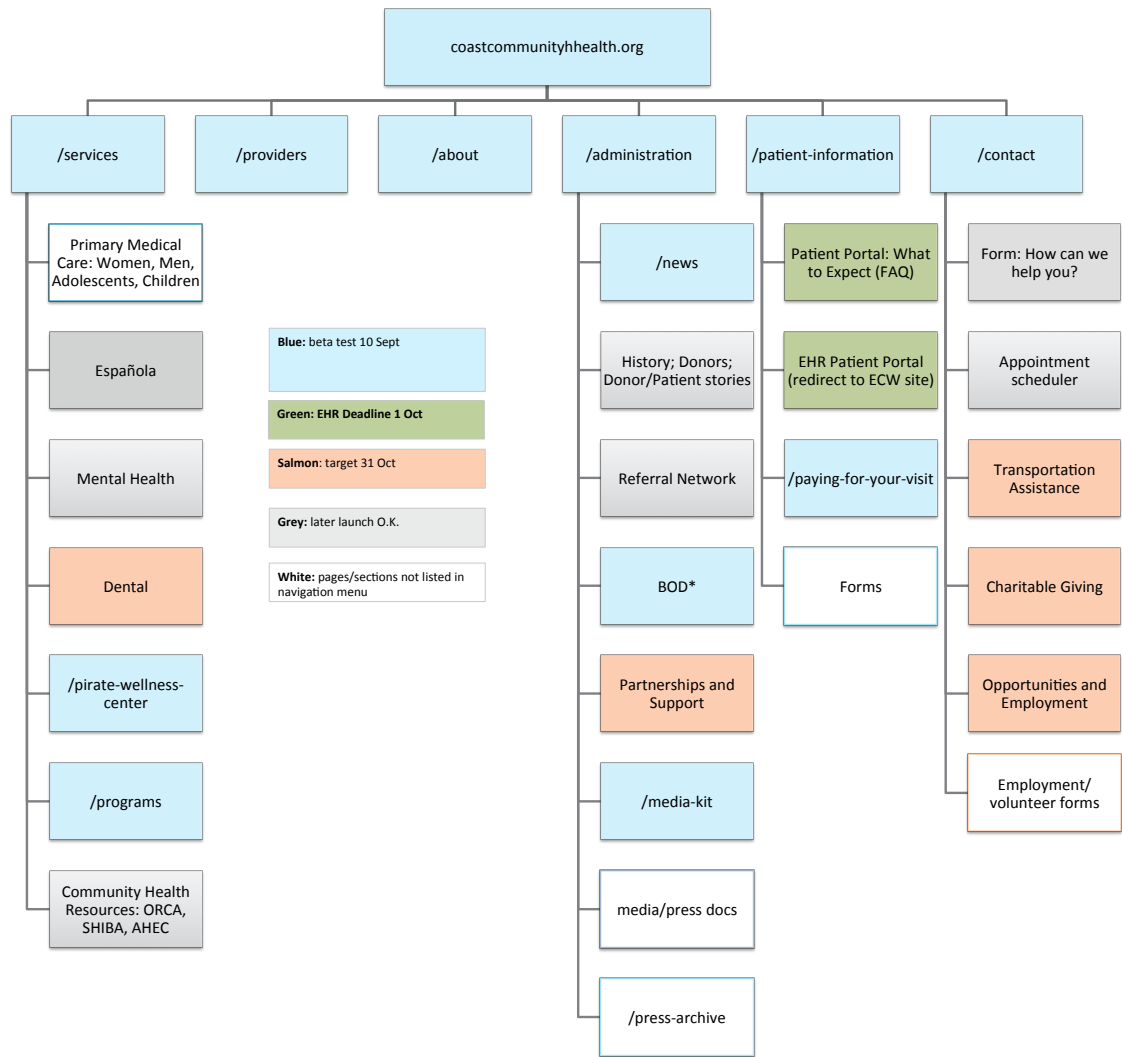 coastcommunityhhealth.org
/services
/providers
/about
/administration
/patient-information
/contact
Primary Medical
Care: Women, Men,
Adolescents, Children
Española
Mental Health
Dental
/pirate-wellness-
center
/programs
Community Health
Resources: ORCA,
SHIBA, AHEC
Blue: beta test 10 Sept
Green: EHR Deadline 1 Oct
Salmon: target 31 Oct
Grey: later launch O.K.
White: pages/sections not listed in
navigation menu
/news
History; Donors;
Donor/Patient stories
Referral Network
BOD*
Partnerships and
Support
/media-kit
media/press docs
/press-archive
Patient Portal: What
to Expect (FAQ)
EHR Patient Portal
(redirect to ECW site)
/paying-for-your-visit
Forms
Form: How can we
help you?
Appointment
scheduler
Transportation
Assistance
Charitable Giving
Opportunities and
Employment
Employment/
volunteer forms